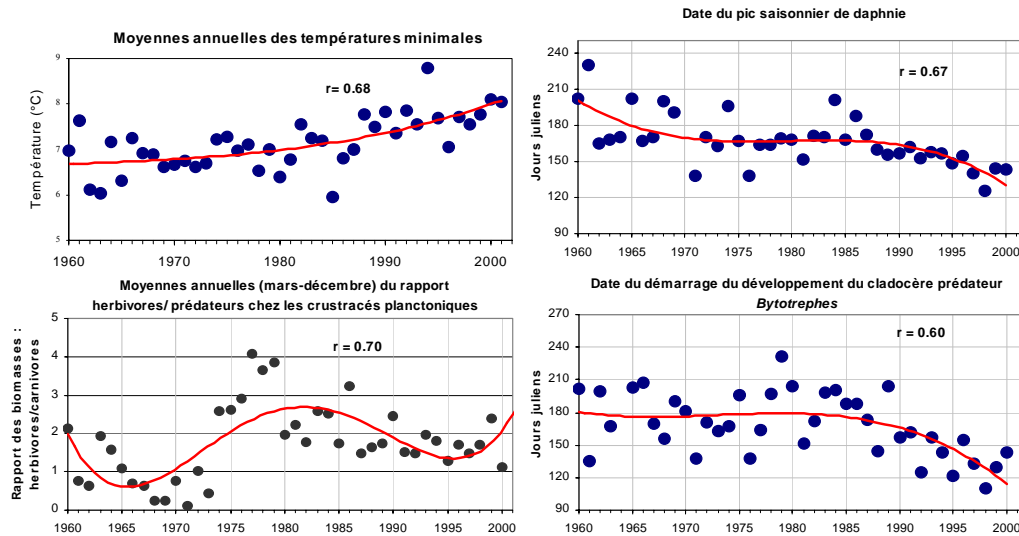 Moyennes annuelles des températures minimales
r= 0.68
Température (°C)
9
8
7
6
5
1960 1970 1980 1990 2000
Date du pic saisonnier de daphnie
r = 0.67
Jours juliens
240
210
180
150
120
90
1960 1965 1970 1975 1980 1985 1990 1995 2000
Moyennes annuelles (mars-décembre) du rapport
herbivores/ prédateurs chez les crustracés planctoniques
r = 0.70
Rapport des biomasses :
herbivores/carnivores
5
4
3
2
1
0
1960 1965 1970 1975 1980 1985 1990 1995 2000
Date du démarrage du développement du cladocère prédateur
Bytotrephes
r = 0.60
Jours juliens
270
240
210
180
150
120
90
1960 1965 1970 1975 1980 1985 1990 1995 2000